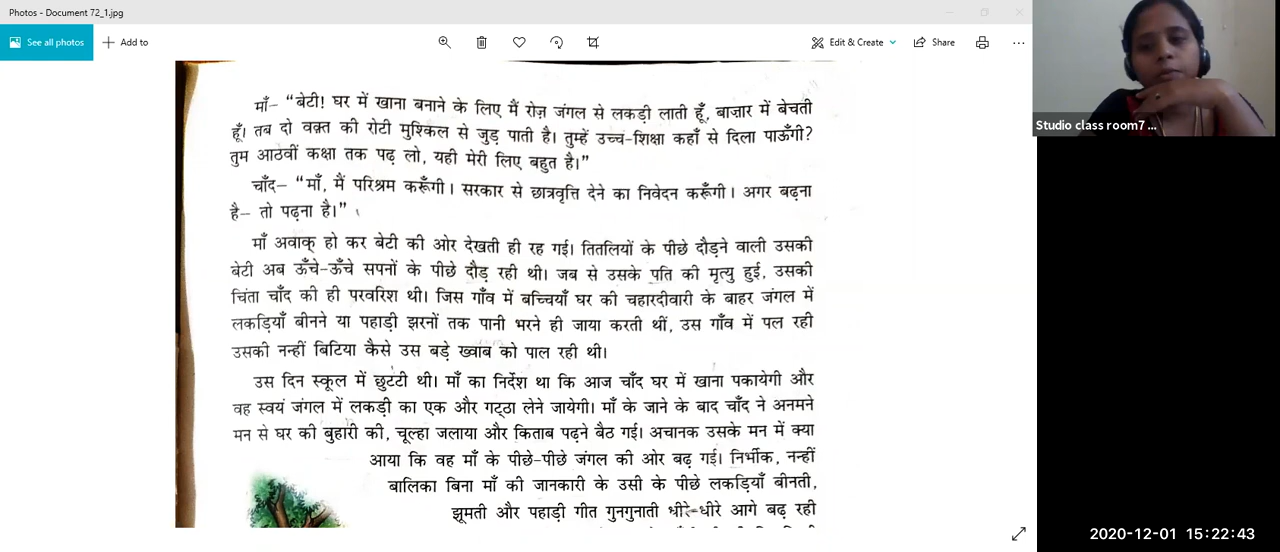 Photos - Document 72_1.jpg
See all photos
Add to
Edit & Create
Share
Studio class room7 ...
माँ– “बेटी! घर में खाना बनाने के लिए मैं रोज़ जंगल से लकड़ी लाती हूँ, बाज़ार में बेचती
हूँ। तब दो वक़्त की रोटी मुश्किल से जुड़ पाती है। तुम्हें उच्च-शिक्षा कहाँ से दिला पाऊँगी?
तुम आठवीं कक्षा तक पढ़ लो, यही मेरी लिए बहुत है।”
चाँद– “माँ, मैं परिश्रम करूँगी। सरकार से छात्रवृत्ति देने का निवेदन करूँगी। अगर बढ़ना
है– तो पढ़ना है।”
माँ अवाक् हो कर बेटी की ओर देखती ही रह गई। तितलियों के पीछे दौड़ने वाली उसकी
बेटी अब ऊँचे-ऊँचे सपनों के पीछे दौड़ रही थी। जब से उसके पति की मृत्यु हुई, उसकी
चिंता चाँद की ही परवरिश थी। जिस गाँव में बच्चियाँ घर की चहारदीवारी के बाहर जंगल में
लकड़ियाँ बीनने या पहाड़ी झरनों तक पानी भरने ही जाया करती थीं, उस गाँव में पल रही
उसकी नन्हीं बिटिया कैसे उस बड़े ख्वाब को पाल रही थी।
उस दिन स्कूल में छुटटी थी। माँ का निर्देश था कि आज चाँद घर में खाना पकायेगी और
वह स्वयं जंगल में लकड़ी का एक और गट्ठा लेने जायेगी। माँ के जाने के बाद चाँद ने अनमने
मन से घर की बुहारी की, चूल्हा जलाया और किताब पढ़ने बैठ गई। अचानक उसके मन में क्या
आया कि वह माँ के पीछे-पीछे जंगल की ओर बढ़ गई। निर्भीक, नन्हीं
बालिका बिना माँ की जानकारी के उसी के पीछे लकड़ियाँ बीनती,
झूमती और पहाड़ी गीत गुनगुनाती धीरे-धीरे आगे बढ़ रही
2020-12-01 15:22:43